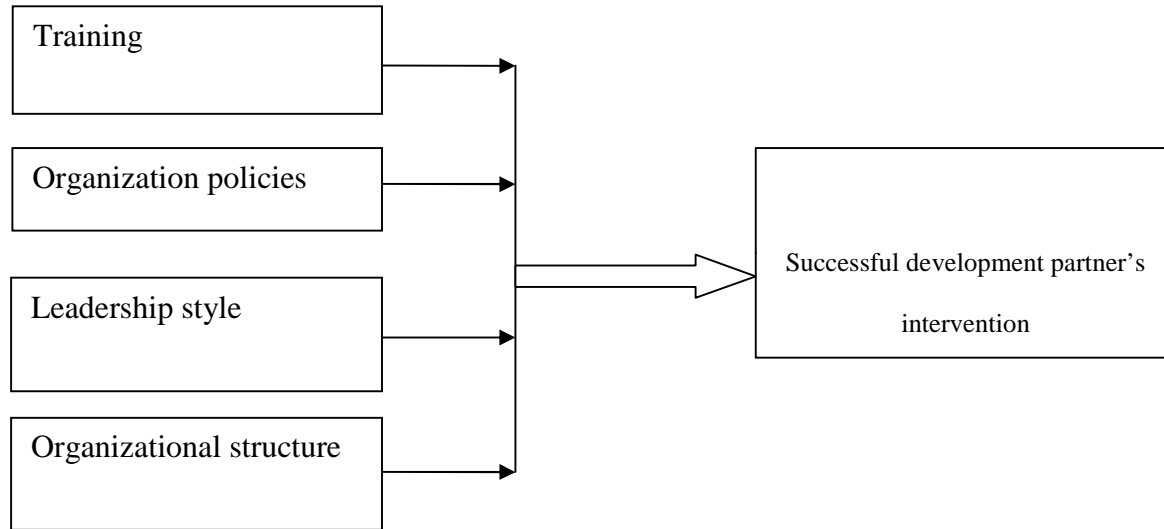 Training
Organization policies
Leadership style
Organizational structure
Successful development partner’s
intervention